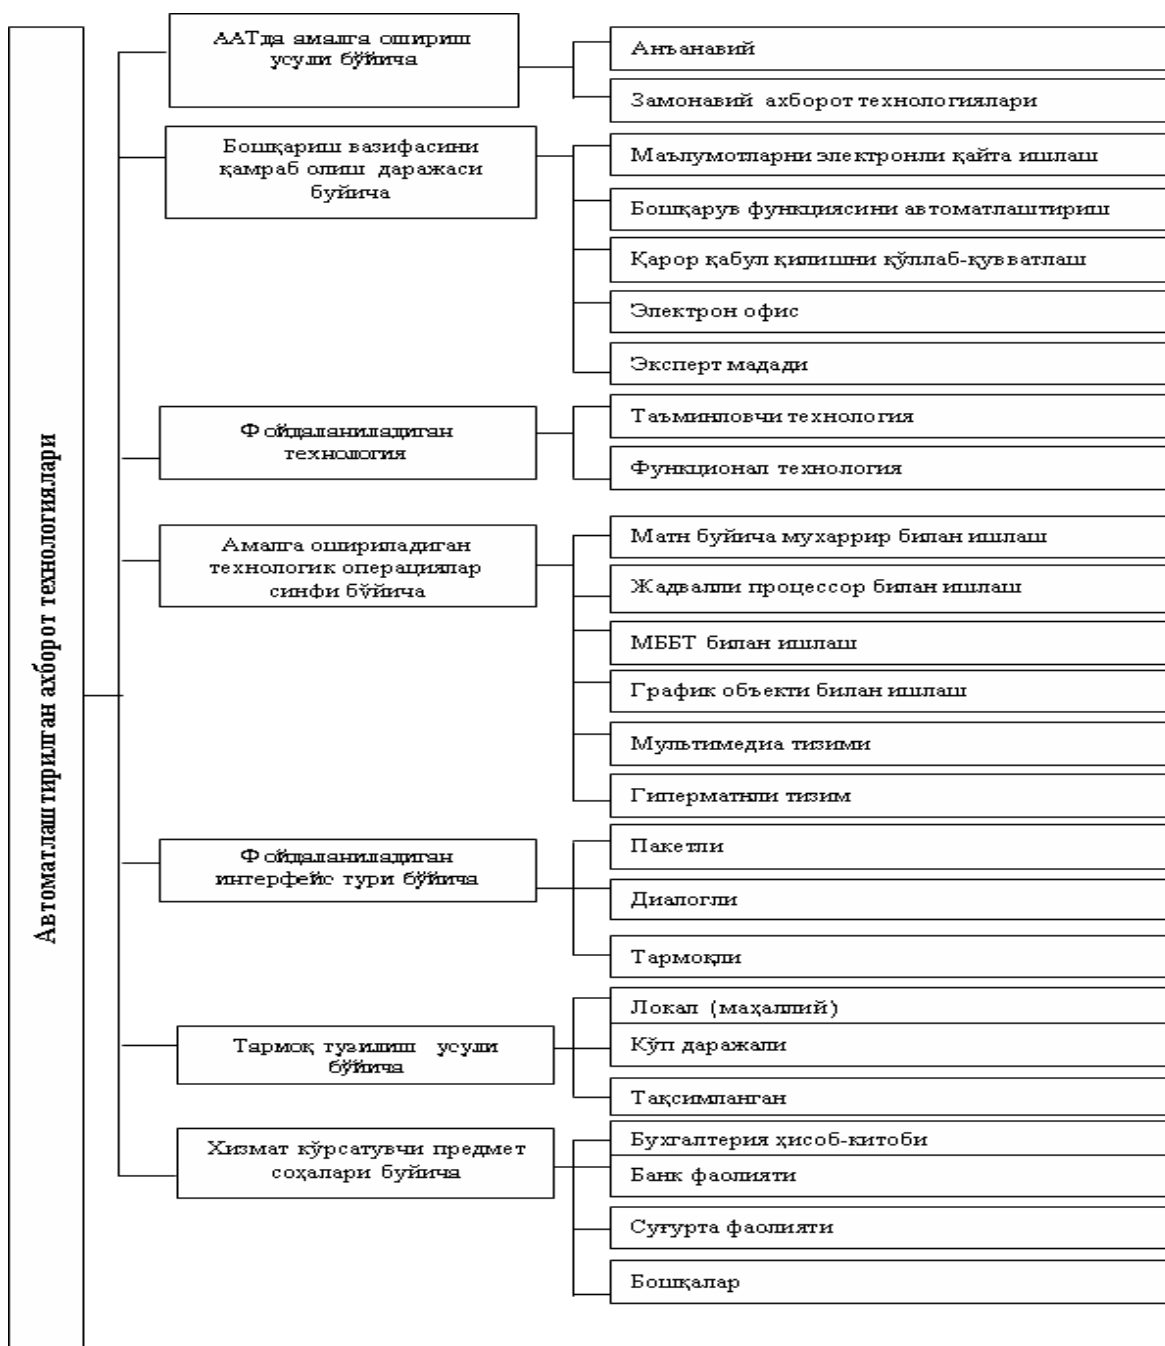 Автоматлаштирилган ахборот технологиялари
ААТда амалга ошириш
усули бўйича
Анъанавий
Замонавий ахборот технологиялари
Бошқариш вазифасини
қамраб олиш даражаси
буйича
Маълумотларни электронли қайта ишлаш
Бошқарув функциясини автоматлаштириш
Қарор қабул қилишни қўллаб-қувватлаш
Электрон офис
Эксперт мадади
Фойдаланиладиган
технология
Таъминловчи технология
Функционал технология
Амалга ошириладиган
технологик операциялар
синфи бўйича
Матн буйича мухаррир билан ишлаш
Жадвалли процессор билан ишлаш
МББТ билан ишлаш
График объекти билан ишлаш
Мультимедиа тизими
Гиперматнли тизим
Фойдаланиладиган
интерфейс тури бўйича
Пакетли
Диалогли
Тармоқли
Тармоқ тузилиш усули
бўйича
Локал (маҳаллий)
Кўп даражали
Тақсимланган
Хизмат кўрсатувчи предмет
соҳалари буйича
Бухгалтерия ҳисоб-китоби
Банк фаолияти
Суғурта фаолияти
Бошқалар